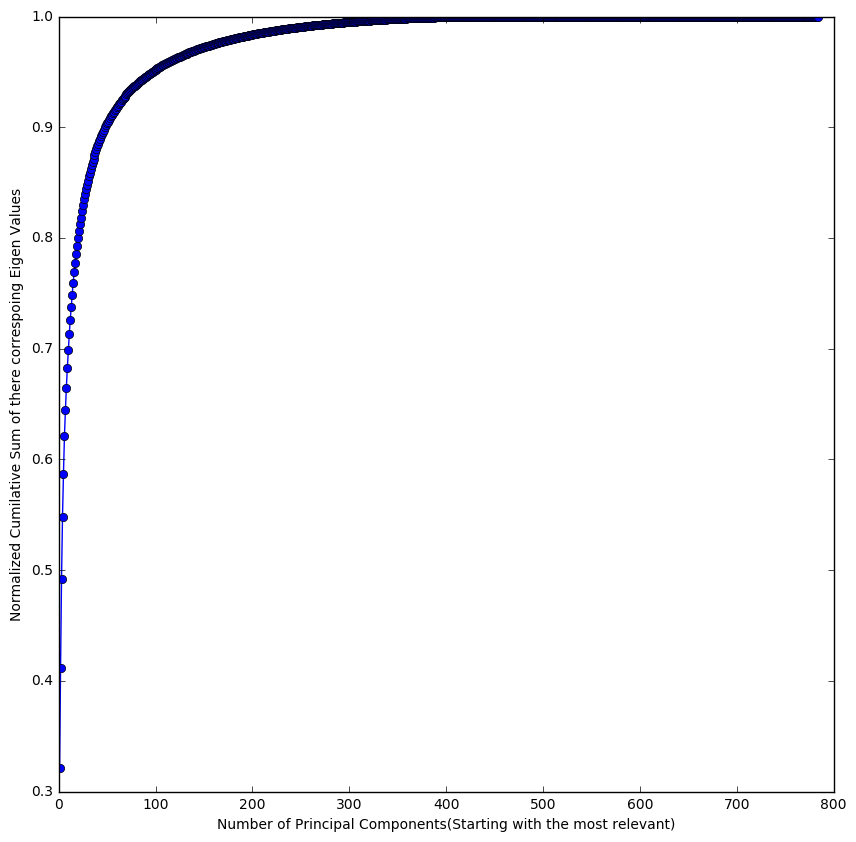 1.0
0.9
0.8
0.7
0.6
0.5
0.4
0.3
Normalized Cumilative Sum of there correspoing Eigen Values
0 100 200 300 400 500 600 700 800
Number of Principal Components(Starting with the most relevant)